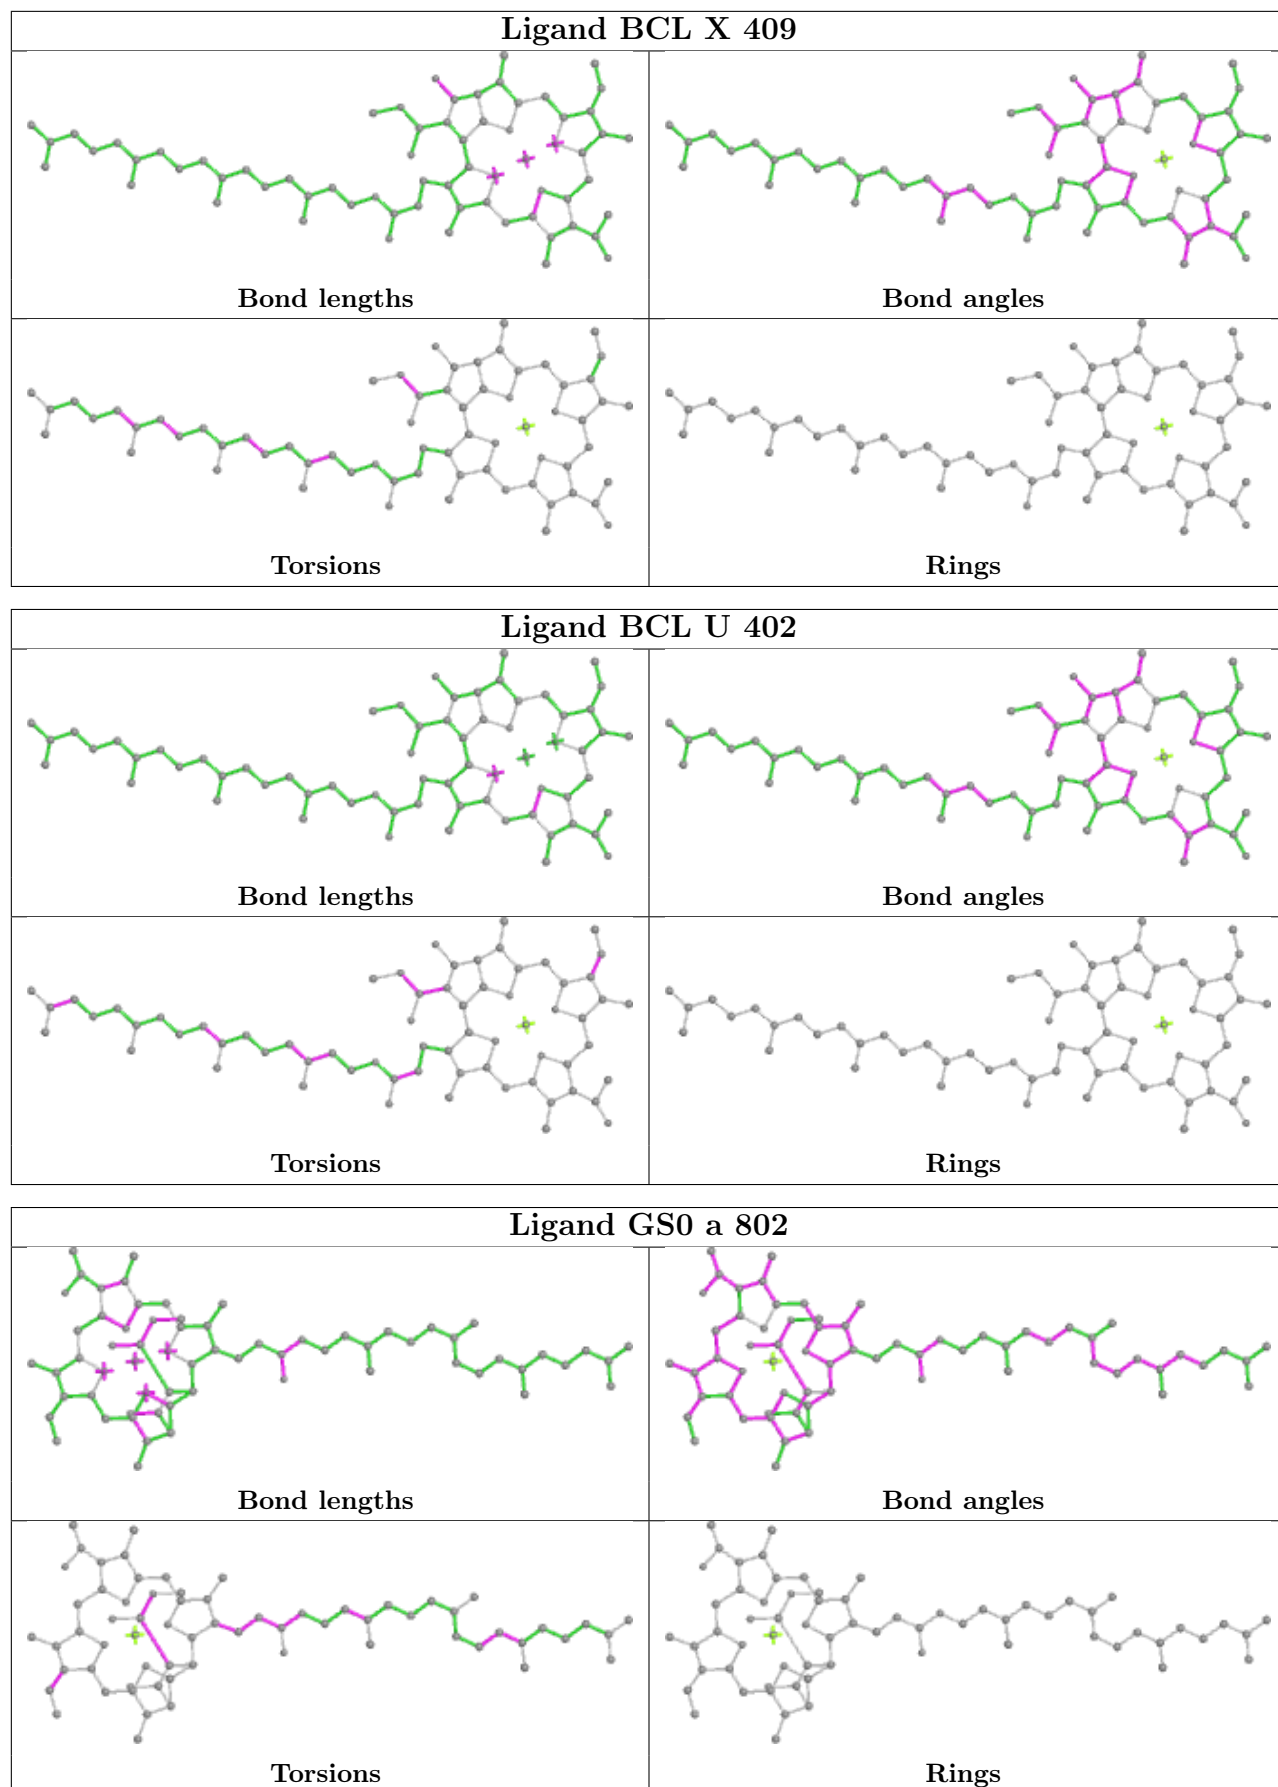 Ligand BCL X 409
Bond lengths
Bond angles
Torsions
Rings
Ligand BCL U 402
Bond lengths
Bond angles
Torsions
Rings
Ligand GS0 a 802
Bond lengths
Bond angles
Torsions
Rings